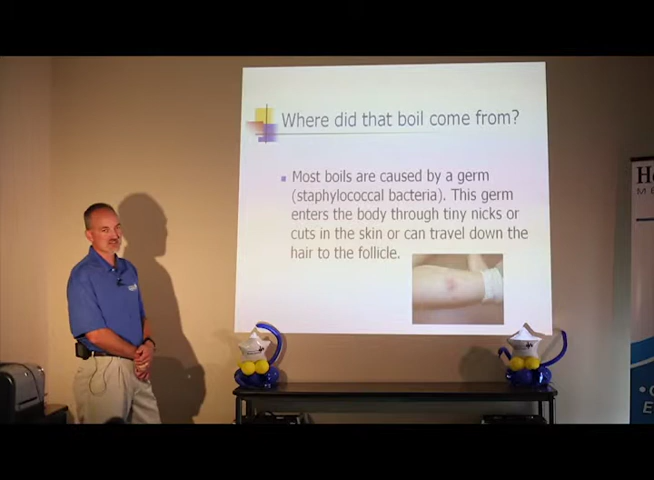 Where did that boil come from?
Most boils are caused by a germ
(staphylococcal bacteria). This germ
enters the body through tiny nicks or
cuts in the skin or can travel down the
hair to the follicle.